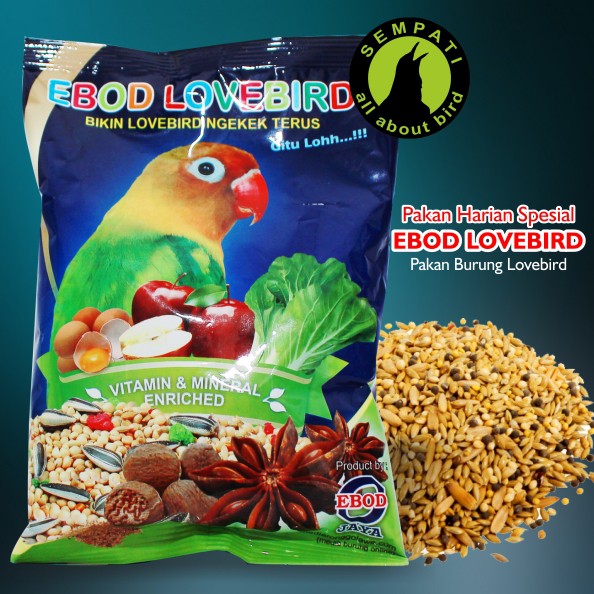 SEMPATI
all about bird
EBOD LOVEBIRD
BIKIN LOVEBIRD NGEKEK TERUS
Gitu Lohh...!!!
Pakan Harian Spesial
EBOD LOVEBIRD
Pakan Burung Lovebird
VITAMIN & MINERAL
ENRICHED
Product by
EBOD
JAYA